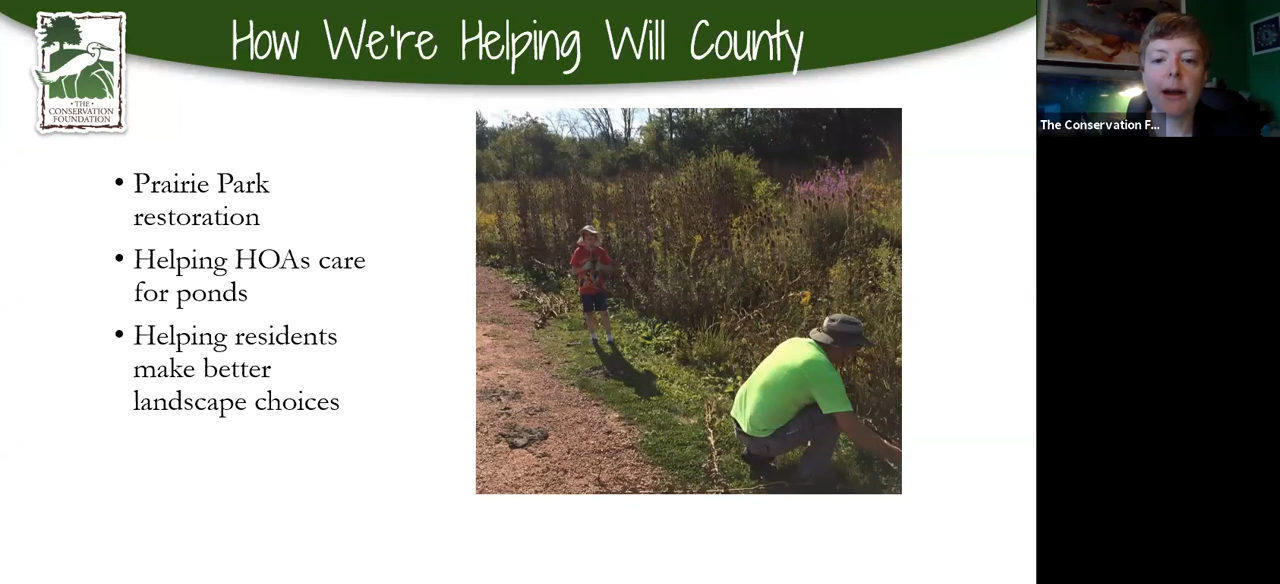 How We're Helping Will County
• THE •
CONSERVATION
FOUNDATION
• Prairie Park
restoration
• Helping HOAs care
for ponds
• Helping residents
make better
landscape choices
The Conservation F...